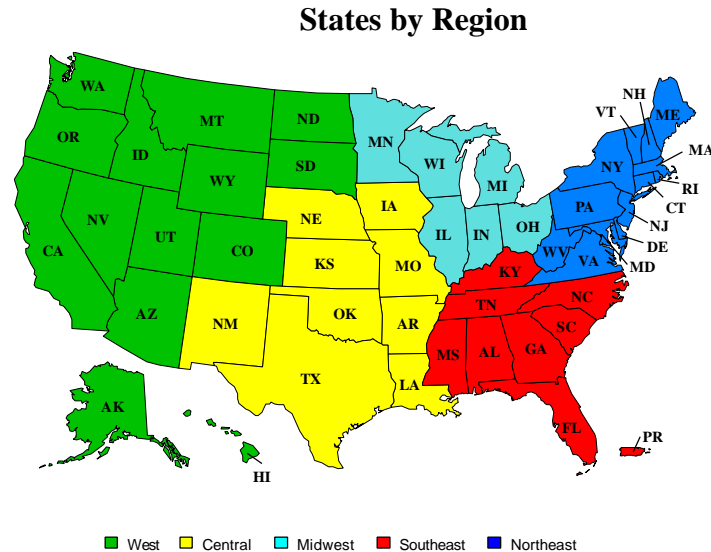 States by Region
WA
MT
ND
MN
OR
ID
SD
WI
MI
WY
NY
VT
NH
ME
MA
RI
CT
NJ
PA
DE
MD
NV
UT
CO
CA
NE
IA
IL
IN
OH
WV
VA
KS
MO
KY
AZ
NM
OK
AR
TN
NC
SC
TX
LA
MS
AL
GA
FL
PR
AK
HI
West Central Midwest Southeast Northeast